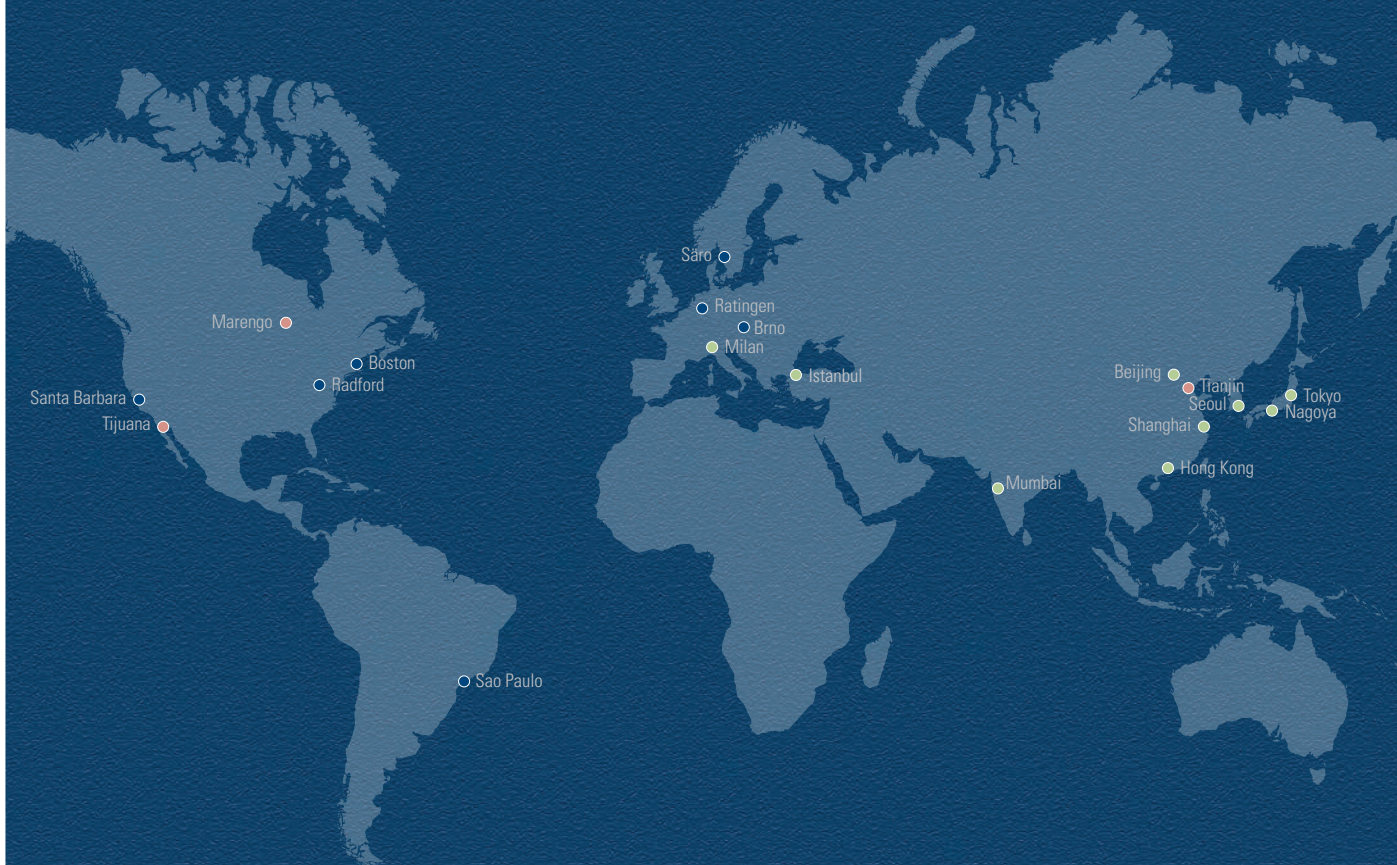 Säro
Ratingen
Marengo
Brno
Milan
Boston
Istanbul
Radford
Beijing
Tianjin
Santa Barbara
Seoul
Tokyo
Nagoya
Tijuana
Shanghai
Hong Kong
Mumbai
Sao Paulo